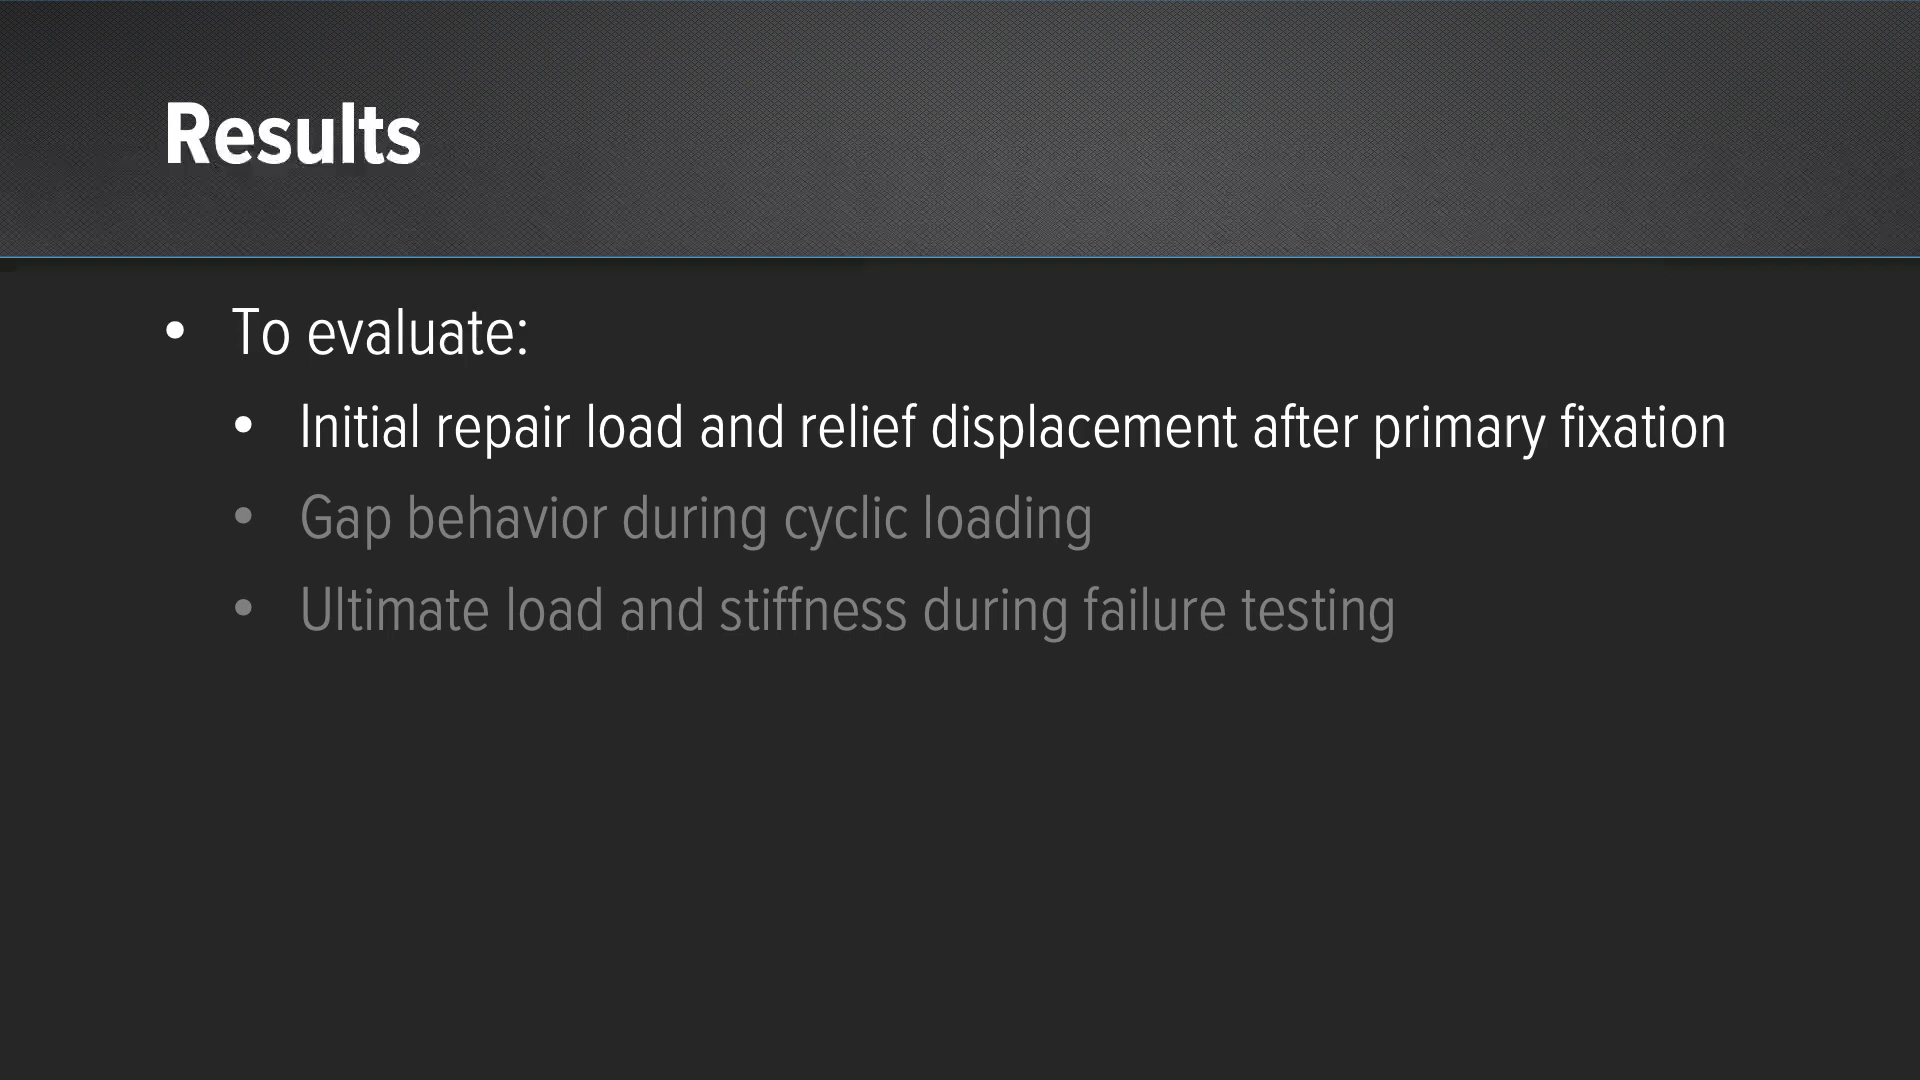 Results
• To evaluate:
• Initial repair load and relief displacement after primary fixation
• Gap behavior during cyclic loading
• Ultimate load and stiffness during failure testing